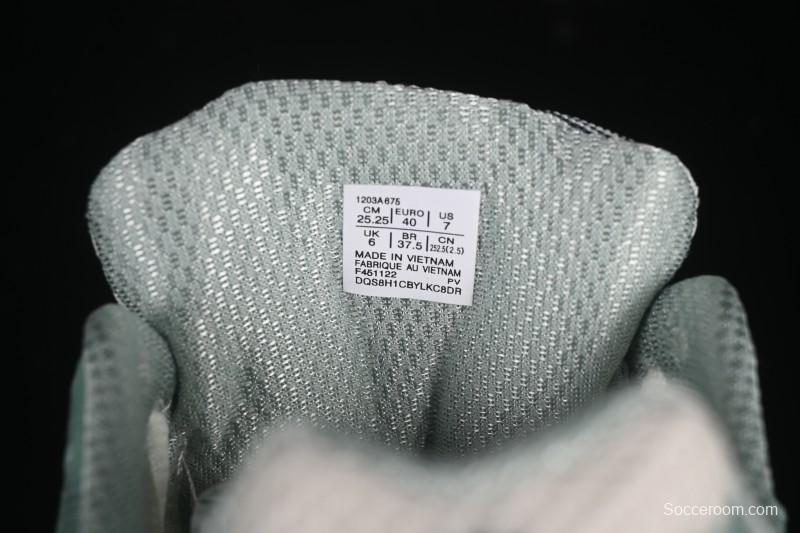 1203A675
CM EURO US
25.25 40 7
UK BR CN
6 37.5 252.5(2.5)
MADE IN VIETNAM
FABRIQUE AU VIETNAM
F451122 PV
DQS8H1CBYLKC8DR
Socceroom.com